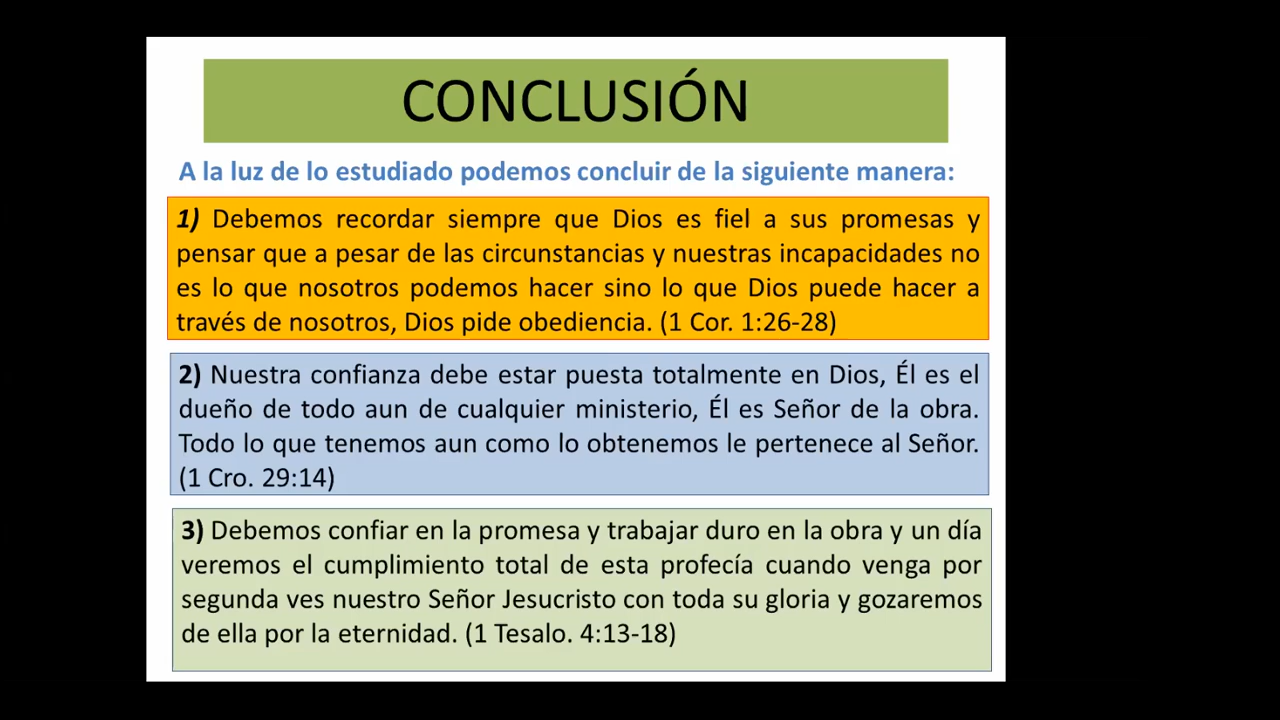 CONCLUSIÓN
A la luz de lo estudiado podemos concluir de la siguiente manera:
1) Debemos recordar siempre que Dios es fiel a sus promesas y
pensar que a pesar de las circunstancias y nuestras incapacidades no
es lo que nosotros podemos hacer sino lo que Dios puede hacer a
través de nosotros, Dios pide obediencia. (1 Cor. 1:26-28)
2) Nuestra confianza debe estar puesta totalmente en Dios, Él es el
dueño de todo aun de cualquier ministerio, Él es Señor de la obra.
Todo lo que tenemos aun como lo obtenemos le pertenece al Señor.
(1 Cro. 29:14)
3) Debemos confiar en la promesa y trabajar duro en la obra y un día
veremos el cumplimiento total de esta profecía cuando venga por
segunda ves nuestro Señor Jesucristo con toda su gloria y gozaremos
de ella por la eternidad. (1 Tesalo. 4:13-18)